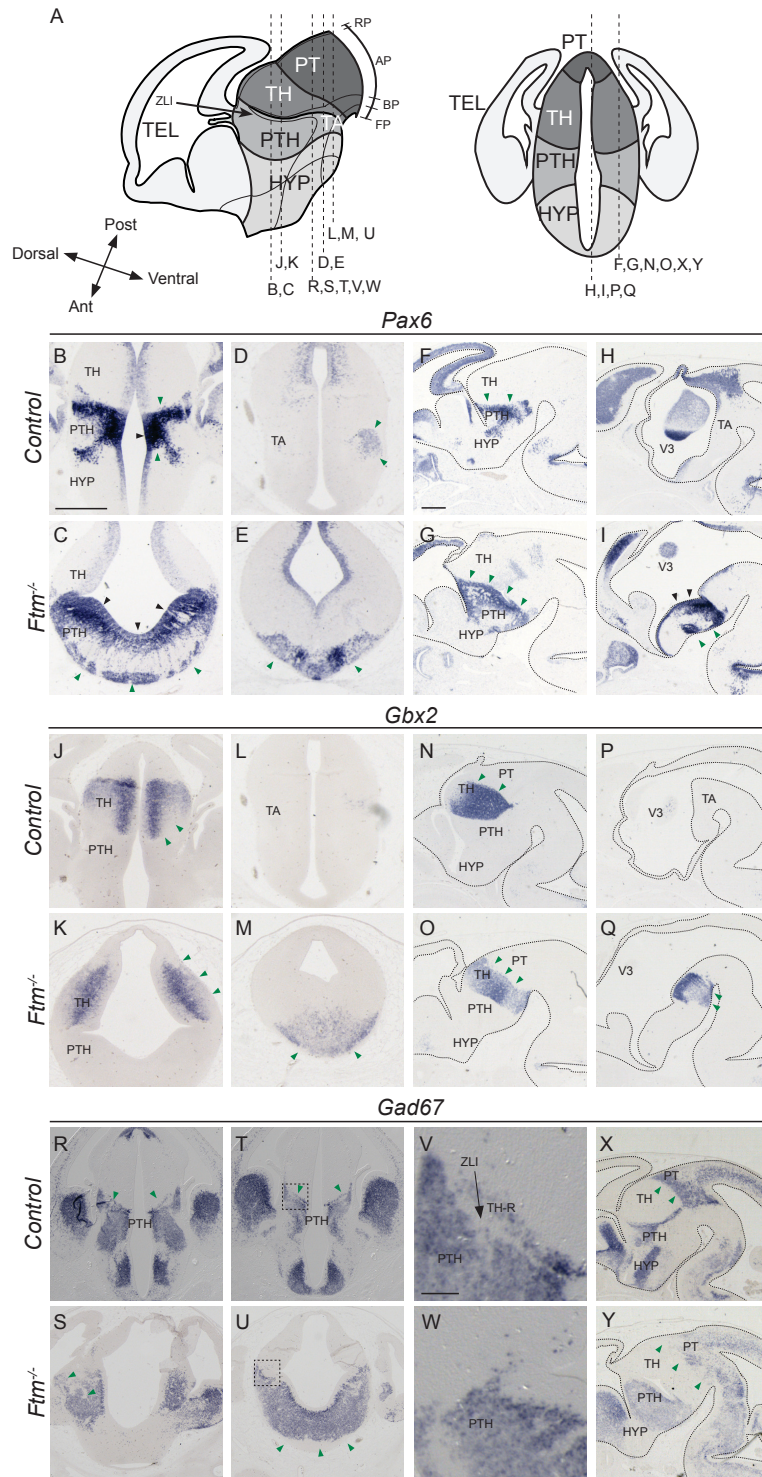 A
RP
PT
AP
TH
ZLI
BP
TEL
TA
FP
PTH
HYP
Post
Dorsal
Ventral
Ant
L,M, U
J,K
D,E
B,C
R,S,T,V,W
PT
TEL
TH
PTH
HYP
F,G,N,O,X,Y
H,I,P,Q
Pax6
Control
B
TH
PTH
HYP
D
TA
F
TH
PTH
HYP
H
TA
V3
Ftm-/-
C
TH
PTH
E
G
TH
PTH
HYP
I
V3
Gbx2
Control
J
TH
PTH
L
TA
N
PT
TH
PTH
HYP
P
V3
TA
Ftm-/-
K
TH
PTH
M
O
PT
TH
PTH
HYP
Q
V3
Gad67
Control
R
PTH
T
PTH
V
ZLI
TH-R
PTH
X
PT
TH
PTH
HYP
Ftm-/-
S
U
W
PTH
Y
PT
TH
PTH